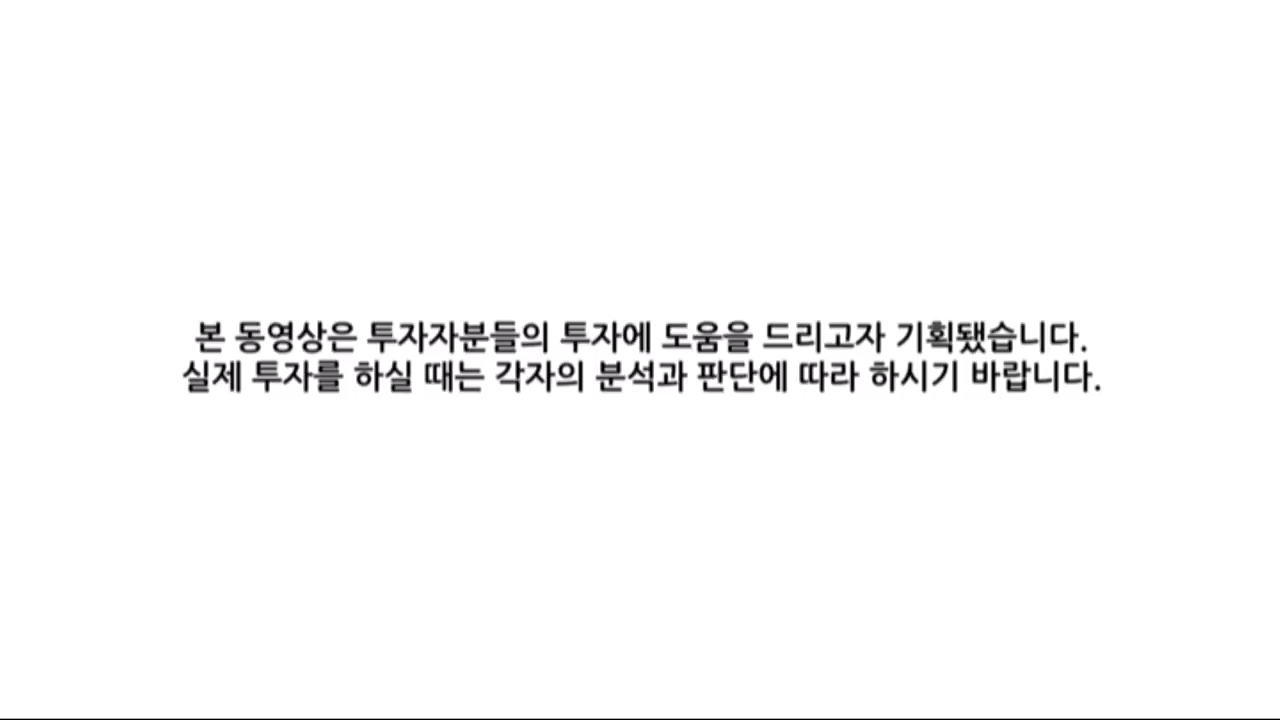 본 동영상은 투자자분들의 투자에 도움을 드리고자 기획됐습니다.
실제 투자를 하실 때는 각자의 분석과 판단에 따라 하시기 바랍니다.